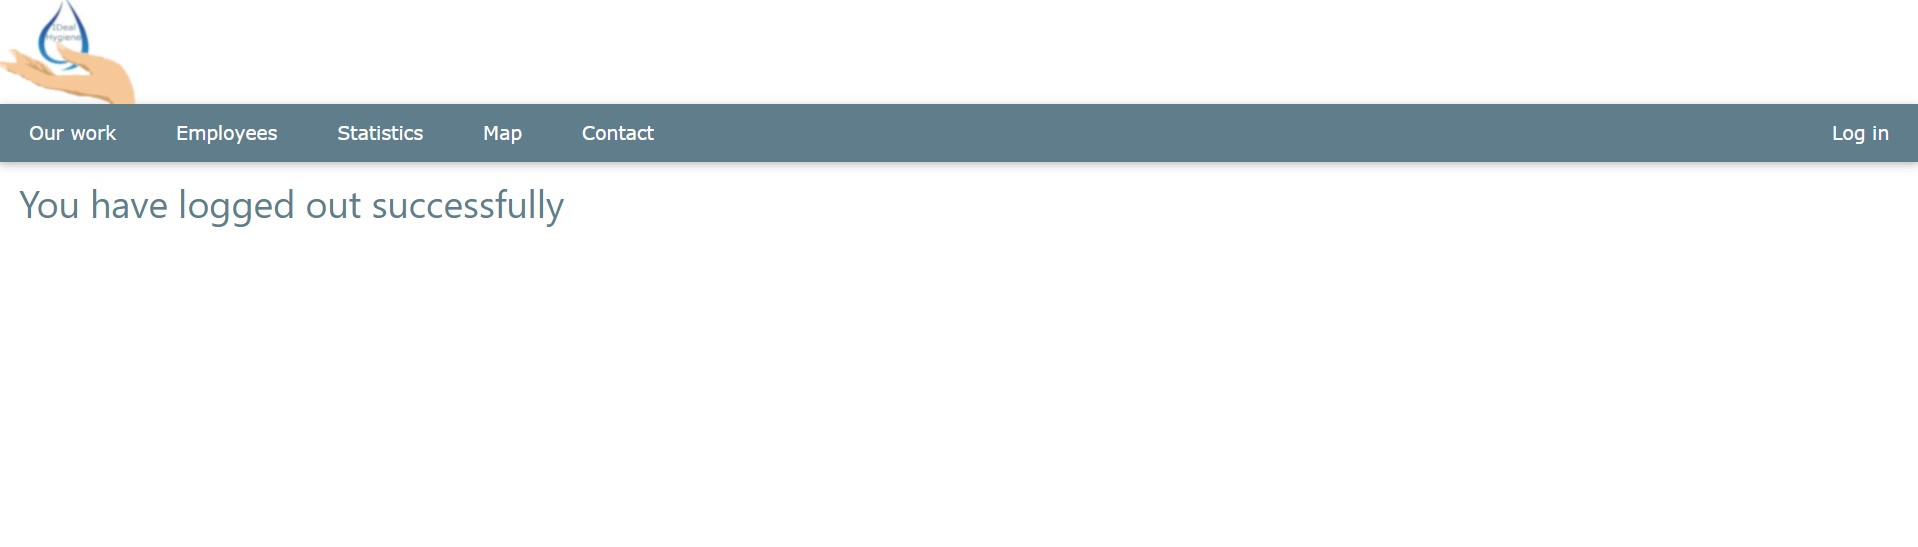 IDeal
Hygiene
Our work
Employees
Statistics
Map
Contact
Log in
You have logged out successfully